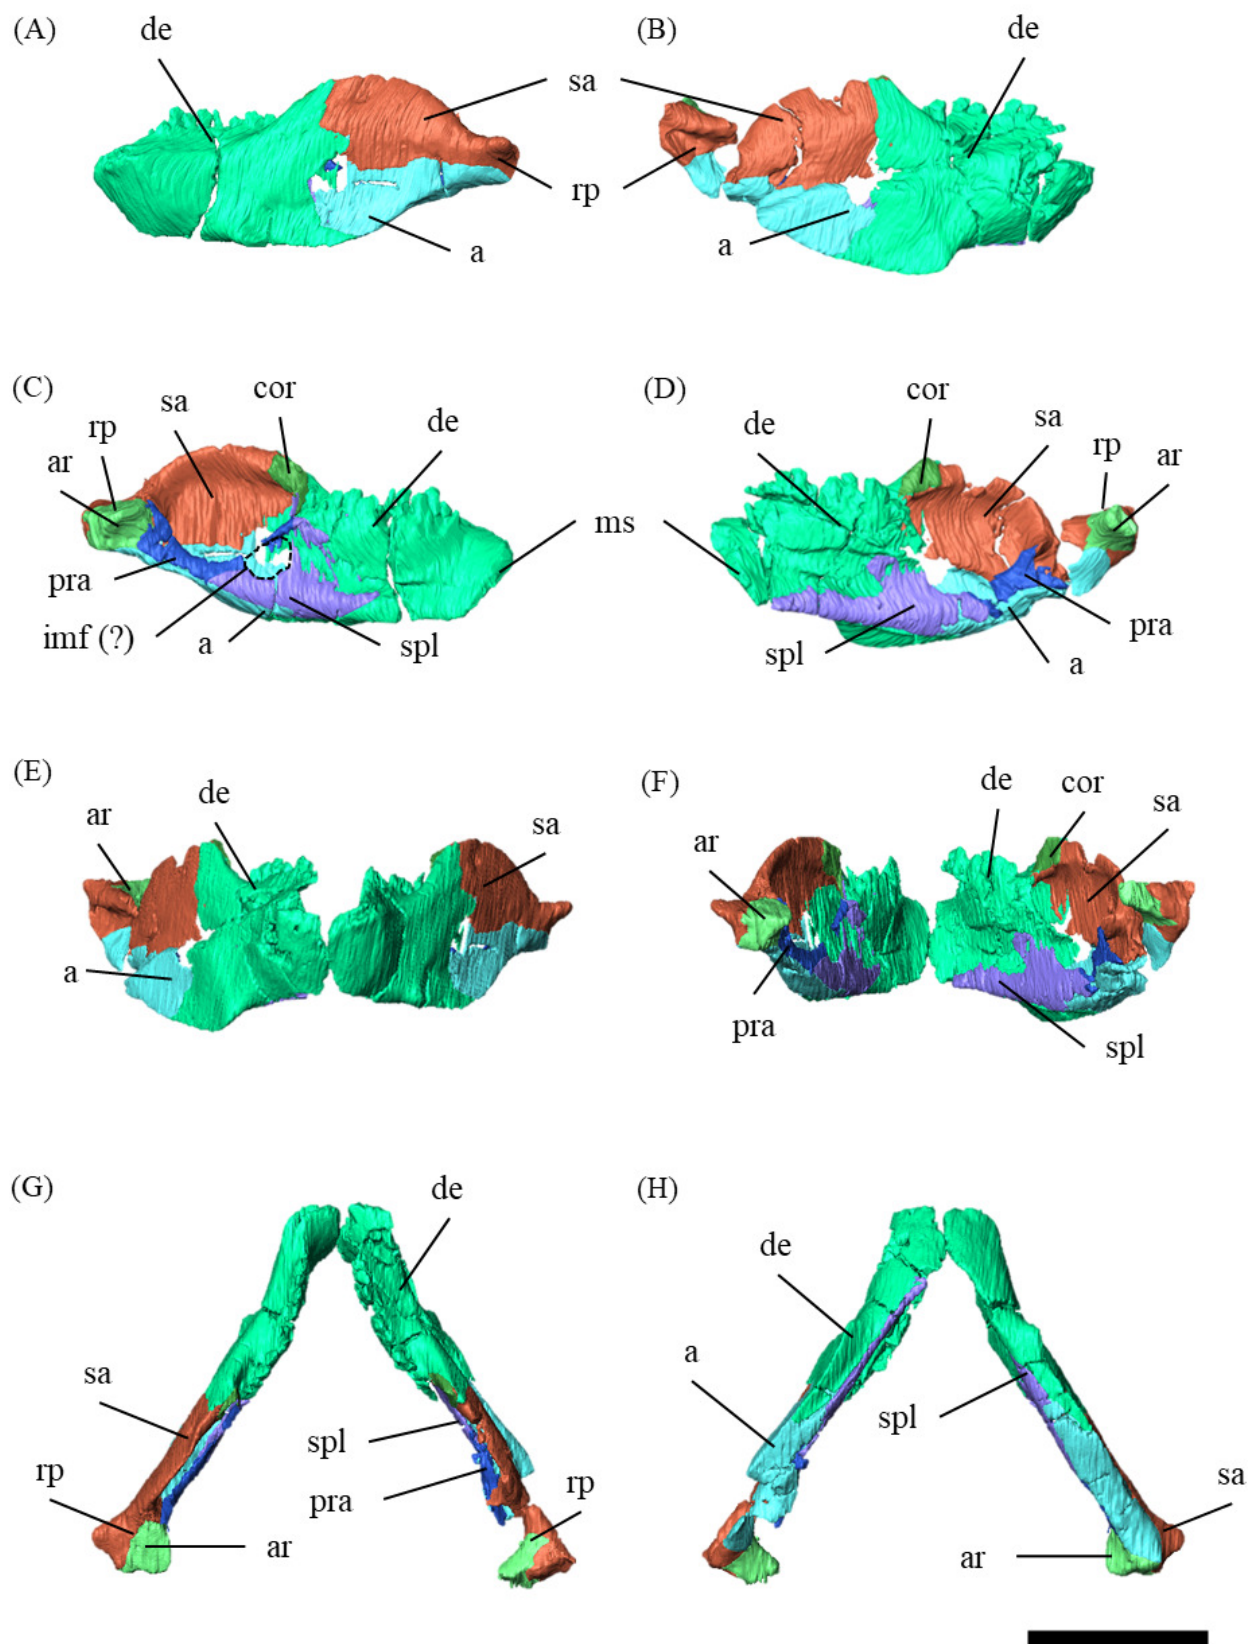 (A)
de
sa
rp
a
(B)
de
a
(C)
cor
sa
rp
ar
de
ms
pra
imf (?)
a
spl
(D)
cor
de
sa
rp
ar
pra
spl
a
(E)
de
ar
sa
a
(F)
de
cor
sa
ar
pra
spl
(G)
de
sa
spl
rp
pra
rp
ar
(H)
de
a
spl
sa
ar